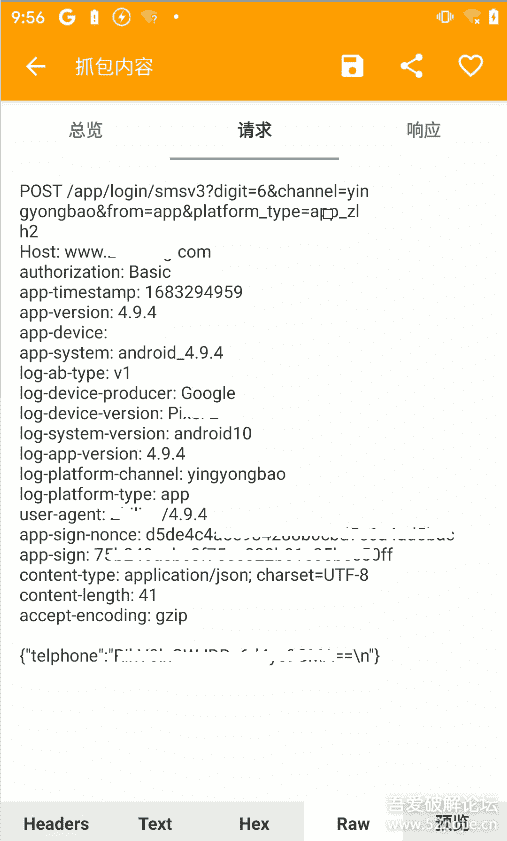 9:56
抓包内容
总览 请求 响应
POST /app/login/smsv3?digit=6&channel=yin
gyongbao&from=app&platform_type=app_zl
h2
Host: www. com
authorization: Basic
app-timestamp: 1683294959
app-version: 4.9.4
app-device:
app-system: android_4.9.4
log-ab-type: v1
log-device-producer: Google
log-device-version:
log-system-version: android10
log-app-version: 4.9.4
log-platform-channel: yingyongbao
log-platform-type: app
user-agent: /4.9.4
app-sign-nonce:
app-sign:
content-type: application/json; charset=UTF-8
content-length: 41
accept-encoding: gzip
{"telphone":" ==\n"}
吾爱破解论坛
Headers Text Hex Raw 预览
www.52pojie.cn